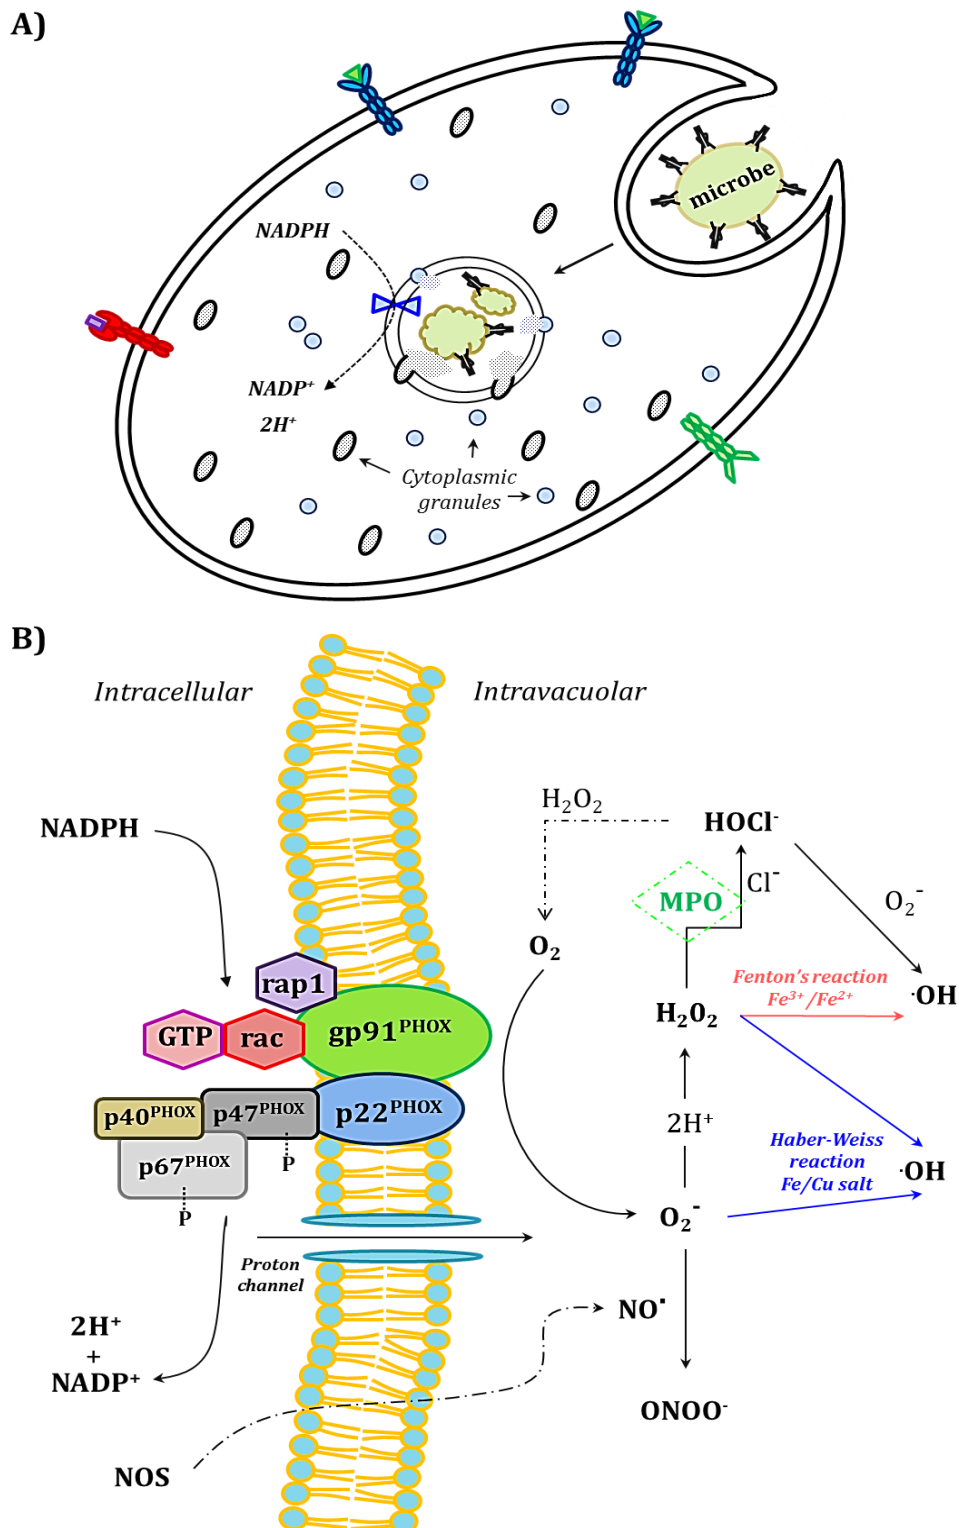 A)
microbe
NADPH
NADP⁺
2H⁺
Cytoplasmic
granules
B)
Intracellular
Intravacuolar
H₂O₂
HOCl⁻
NADPH
Cl⁻
MPO
O₂⁻
O₂
rap1
Fenton's reaction
Fe³⁺/Fe²⁺
·OH
H₂0₂
GTP
rac
gp91ᴾᴴᴼˣ
p40ᴾᴴᴼˣ
p47ᴾᴴᴼˣ
p22ᴾᴴᴼˣ
2H⁺
p67ᴾᴴᴼˣ
P
Haber-Weiss
reaction
Fe/Cu salt
·OH
P
O₂⁻
Proton
channel
NO▪
2H⁺
+
NADP⁺
ONOO⁻
NOS